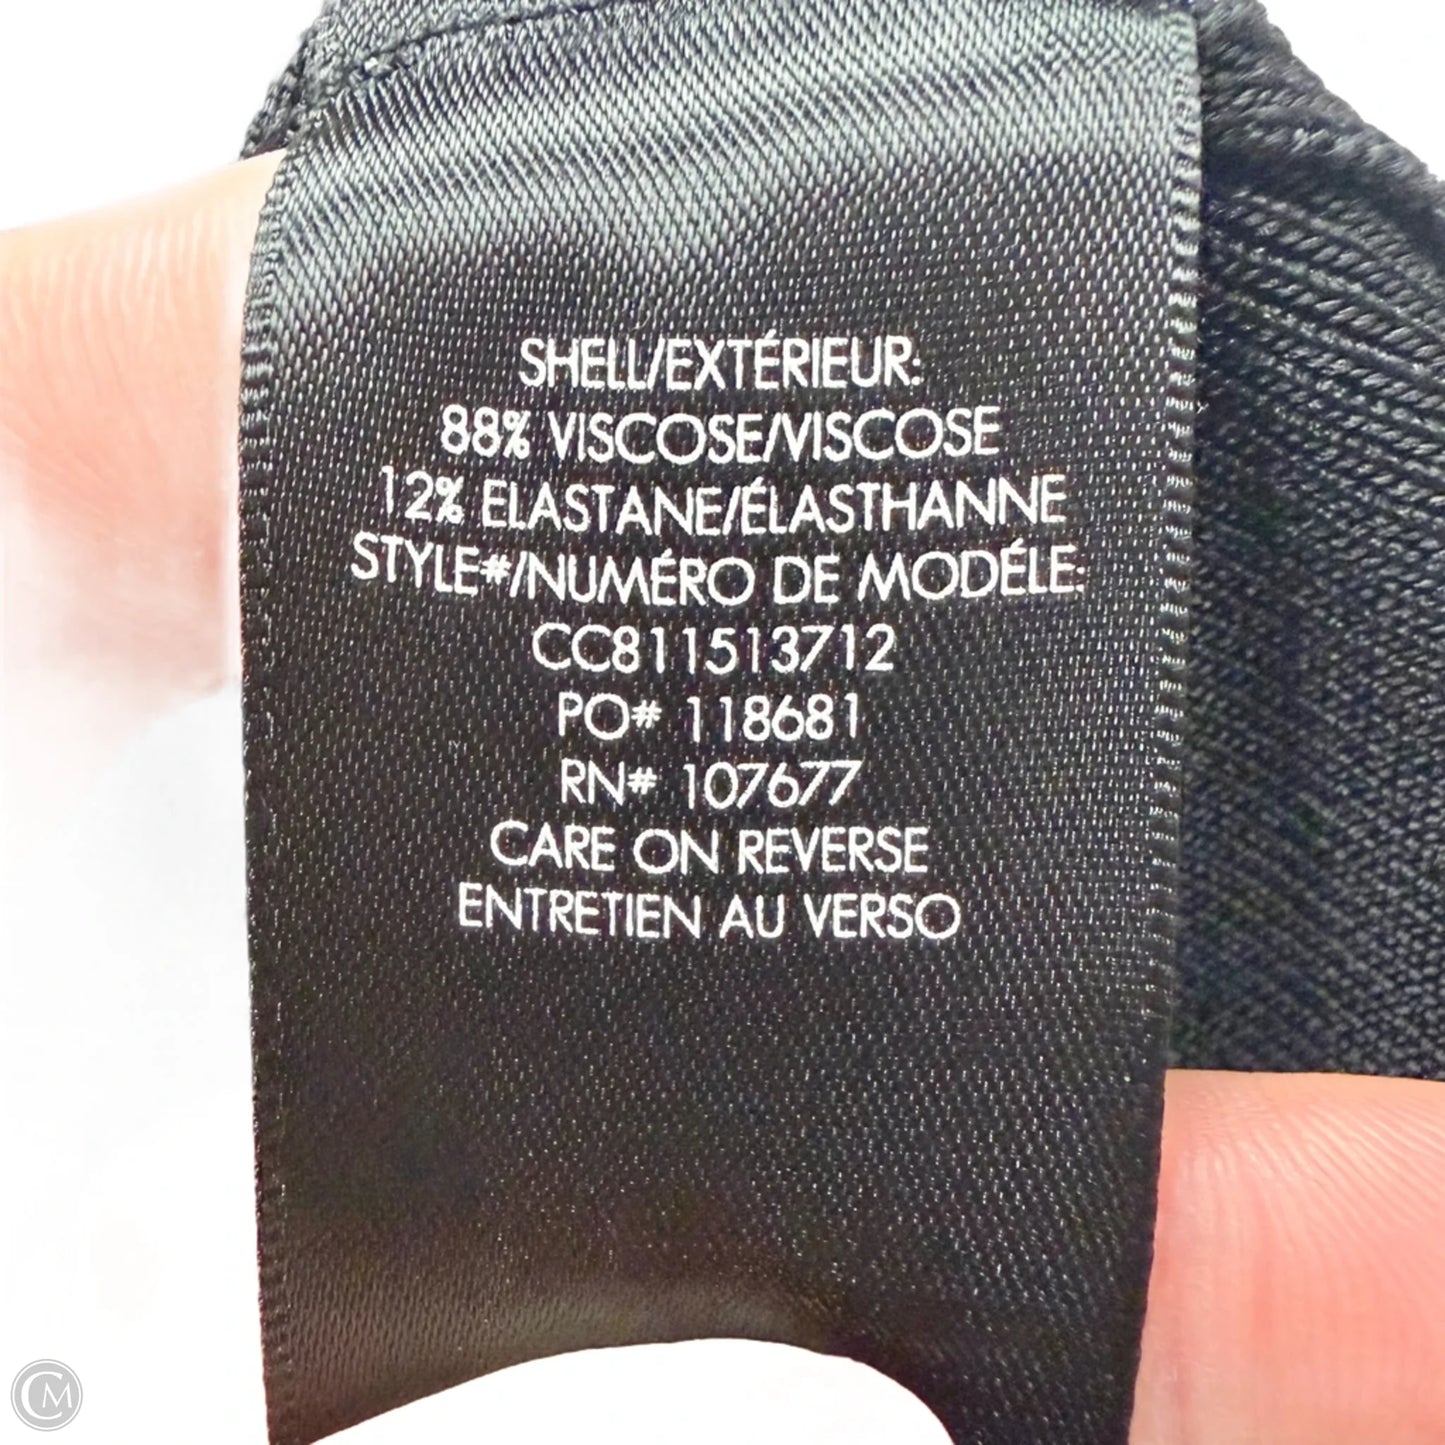 SHELL/EXTÉRIEUR:
88% VISCOSE/VISCOSE
12% ELASTANE/ÉLASTHANNE
STYLE#/NUMÉRO DE MODÉLE:
CC811513712
PO# 118681
RN# 107677
CARE ON REVERSE
ENTRETIEN AU VERSO
CM